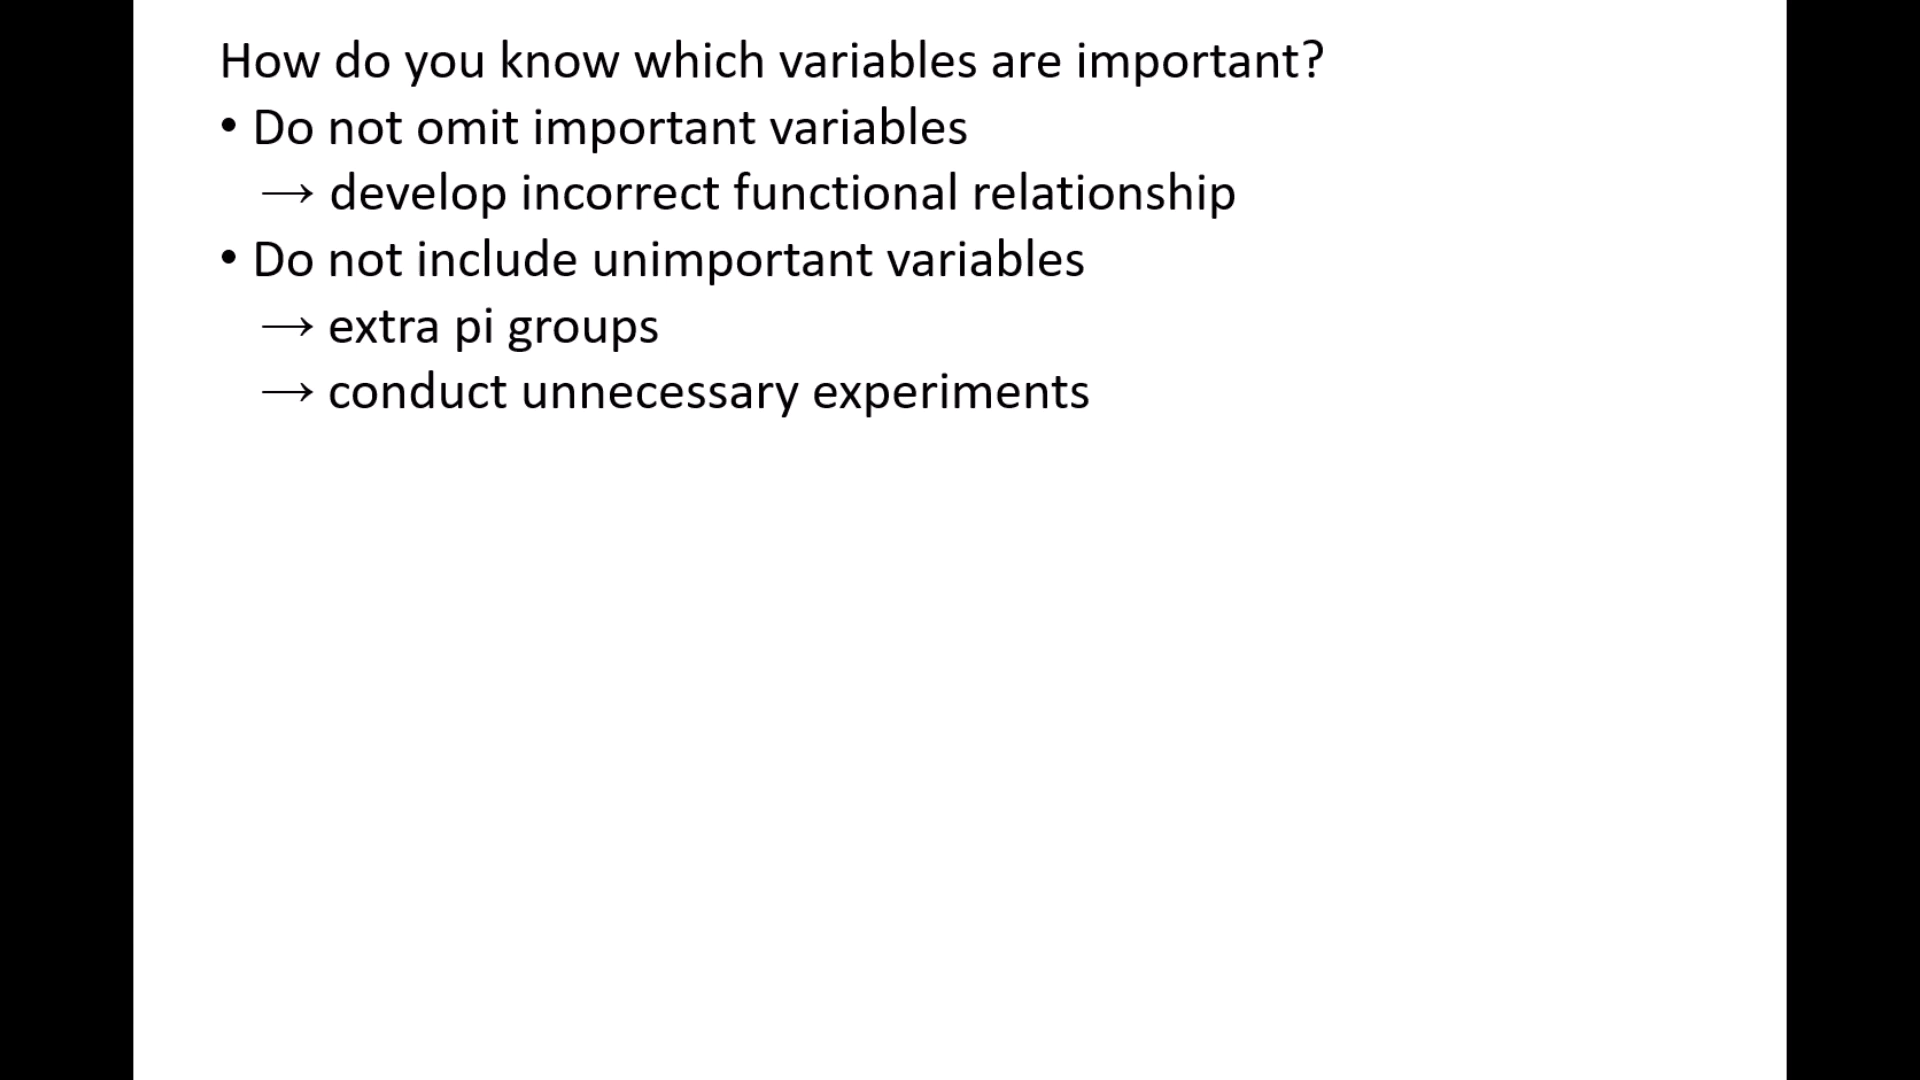 How do you know which variables are important?
• Do not omit important variables
→ develop incorrect functional relationship
• Do not include unimportant variables
→ extra pi groups
→ conduct unnecessary experiments